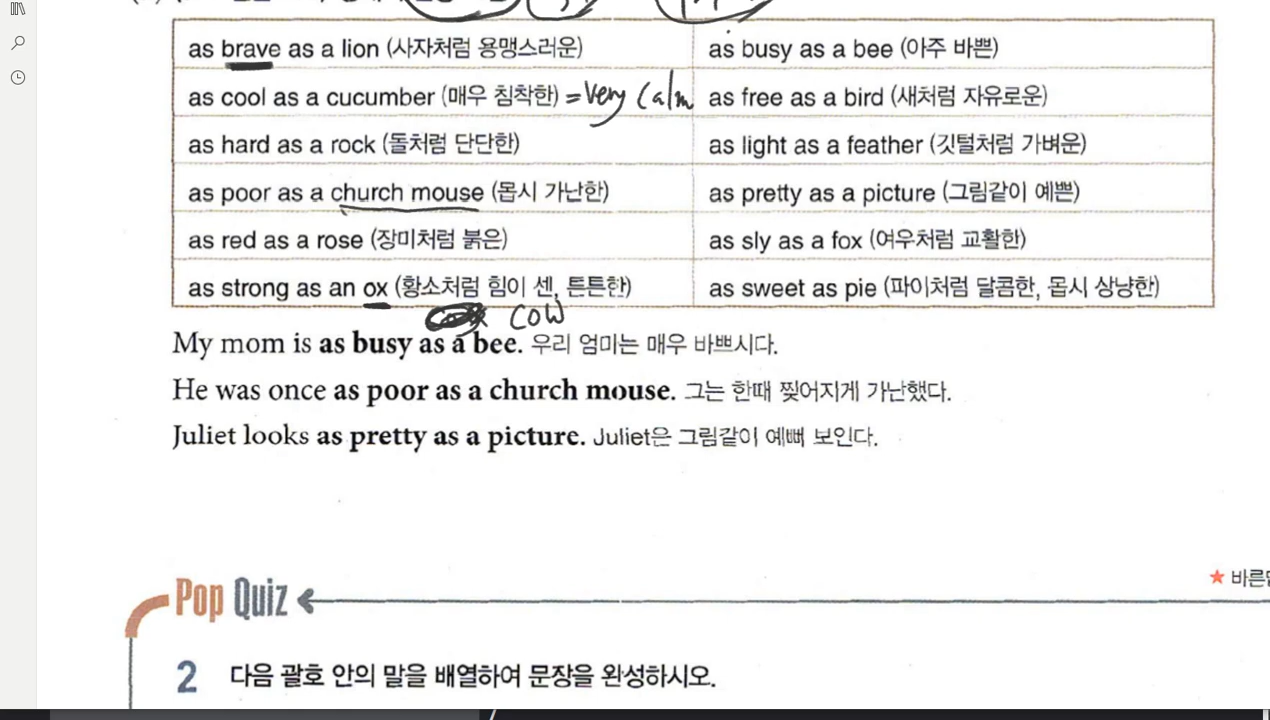 as brave as a lion (사자처럼 용맹스러운) as busy as a bee (아주 바쁜)
as cool as a cucumber (매우 침착한) = very calm as free as a bird (새처럼 자유로운)
as hard as a rock (돌처럼 단단한) as light as a feather (깃털처럼 가벼운)
as poor as a church mouse (몹시 가난한) as pretty as a picture (그림같이 예쁜)
as red as a rose (장미처럼 붉은) as sly as a fox (여우처럼 교활한)
as strong as an ox (황소처럼 힘이 센, 튼튼한) as sweet as pie (파이처럼 달콤한, 몹시 상냥한)
cow
My mom is as busy as a bee. 우리 엄마는 매우 바쁘시다.
He was once as poor as a church mouse. 그는 한때 찢어지게 가난했다.
Juliet looks as pretty as a picture. Juliet은 그림같이 예뻐 보인다.
★ 바른
Pop Quiz
2 다음 괄호 안의 말을 배열하여 문장을 완성하시오.